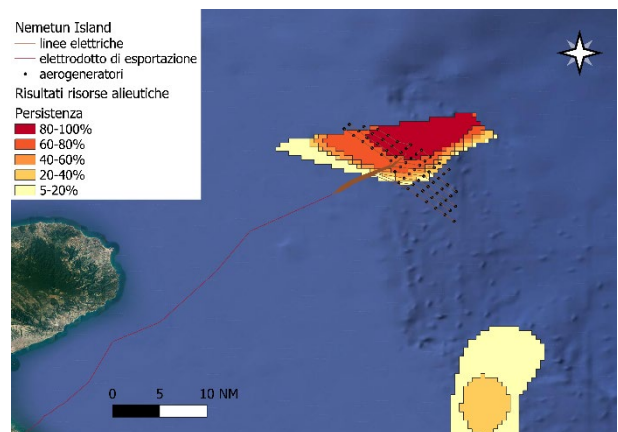 Nemetun Island
linee elettriche
elettrodotto di esportazione
aerogeneratori
Risultati risorse alieutiche
Persistenza
80-100%
60-80%
40-60%
20-40%
5-20%
0 5 10 NM